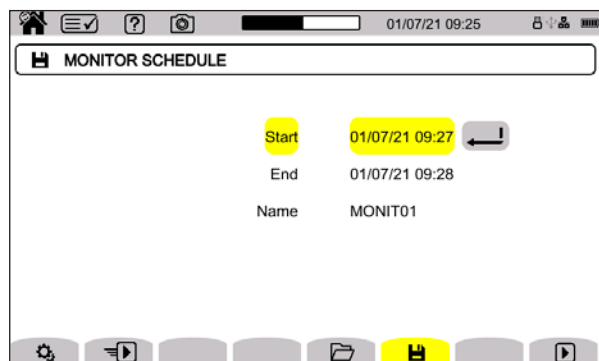 01/07/21 09:25
MONITOR SCHEDULE
Start 01/07/21 09:27
End 01/07/21 09:28
Name MONIT01